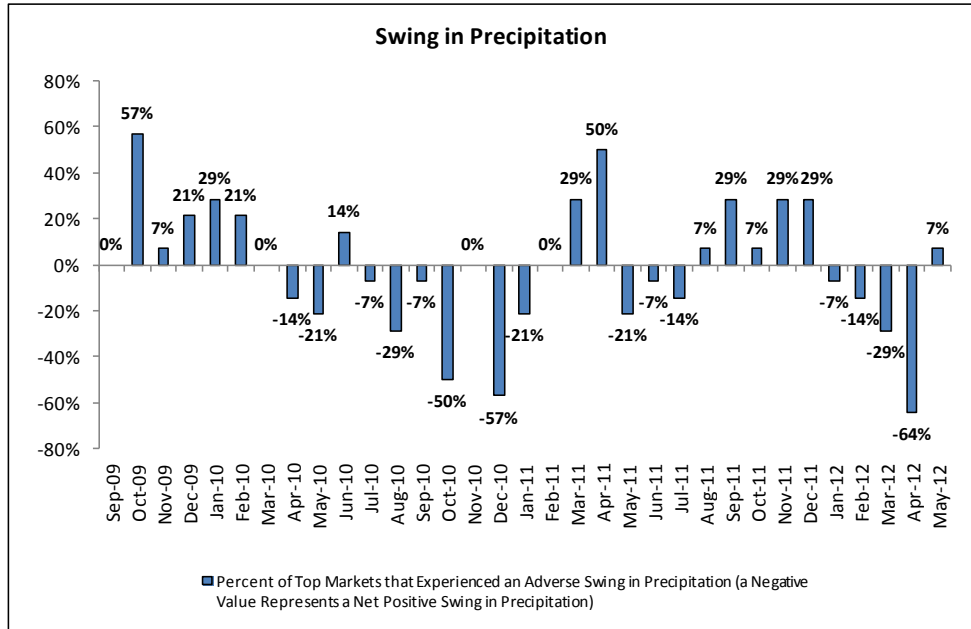 Swing in Precipitation
80%
60%
40%
20%
0%
-20%
-40%
-60%
-80%
0%
57%
7%
21%
29%
21%
0%
-14%
-21%
14%
-7%
-29%
-7%
-50%
0%
-57%
-21%
0%
29%
50%
-21%
-7%
-14%
7%
29%
7%
29%
29%
-7%
-14%
-29%
-64%
7%
Sep-09
Oct-09
Nov-09
Dec-09
Jan-10
Feb-10
Mar-10
Apr-10
May-10
Jun-10
Jul-10
Aug-10
Sep-10
Oct-10
Nov-10
Dec-10
Jan-11
Feb-11
Mar-11
Apr-11
May-11
Jun-11
Jul-11
Aug-11
Sep-11
Oct-11
Nov-11
Dec-11
Jan-12
Feb-12
Mar-12
Apr-12
May-12
Percent of Top Markets that Experienced an Adverse Swing in Precipitation (a Negative
Value Represents a Net Positive Swing in Precipitation)